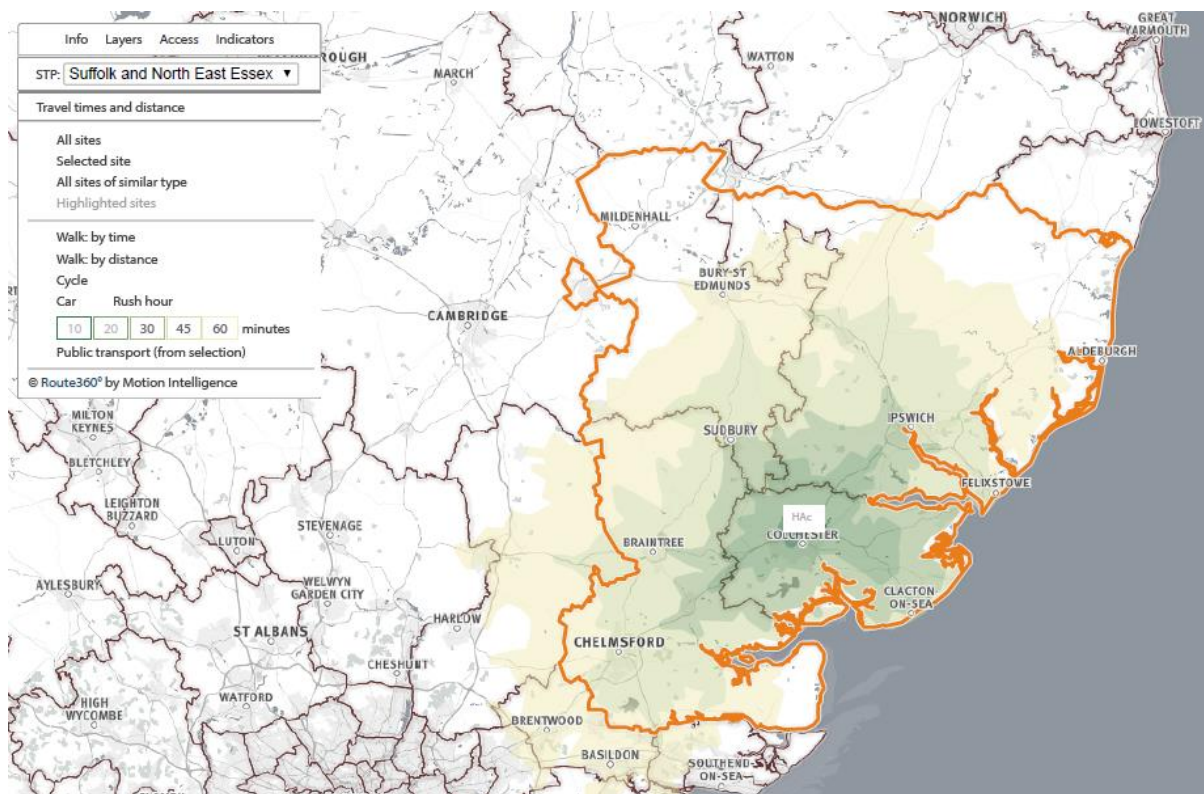 Info Layers Access Indicators
STP: Suffolk and North East Essex
Travel times and distance
All sites
Selected site
All sites of similar type
Highlighted sites
Walk: by time
Walk: by distance
Cycle
Car Rush hour
10 20 30 45 60 minutes
Public transport (from selection)
© Route360° by Motion Intelligence
NORWICH
GREAT
YARMOUTH
OROUGH
WATTON
MARCH
LOWESTOFT
MILDENHALL
BURY ST
EDMUNDS
CAMBRIDGE
ALDEBURGH
MILTON
KEYNES
IPSWICH
SUDBURY
BLETCHLEY
FELIXSTOWE
LEIGHTON
BUZZARD
STEVENAGE
HAc
LUTON
COLCHESTER
BRAINTREE
AYLESBURY
WELWYN
GARDEN CITY
CLACTON
ON-SEA
HARLOW
ST ALBANS
CHELMSFORD
CHESHUNT
HIGH
WYCOMBE
WATFORD
BRENTWOOD
BASILDON
SOUTHEND
-ON-SEA